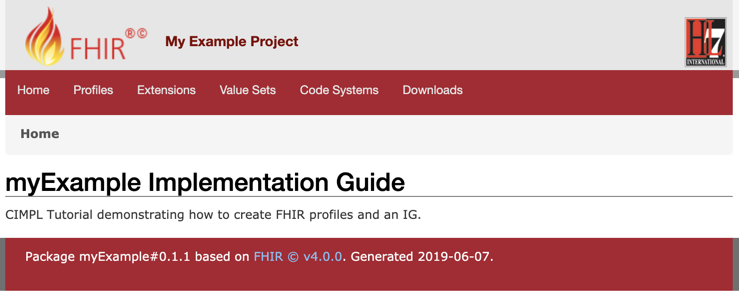 FHIR®©
My Example Project
HL7
INTERNATIONAL
Home Profiles Extensions Value Sets Code Systems Downloads
Home
myExample Implementation Guide
CIMPL Tutorial demonstrating how to create FHIR profiles and an IG.
Package myExample#0.1.1 based on FHIR © v4.0.0. Generated 2019-06-07.